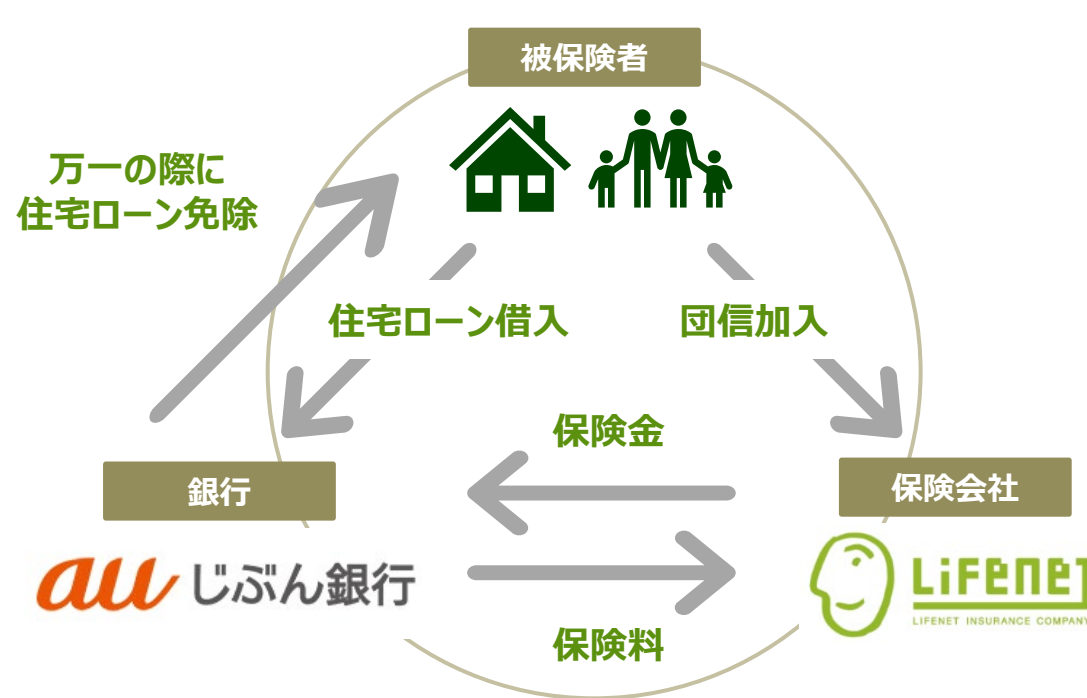 被保険者
万一の際に
住宅ローン免除
住宅ローン借入
団信加入
保険金
銀行
保険会社
au じぶん銀行
LIFENET
LIFENET INSURANCE COMPANY
保険料